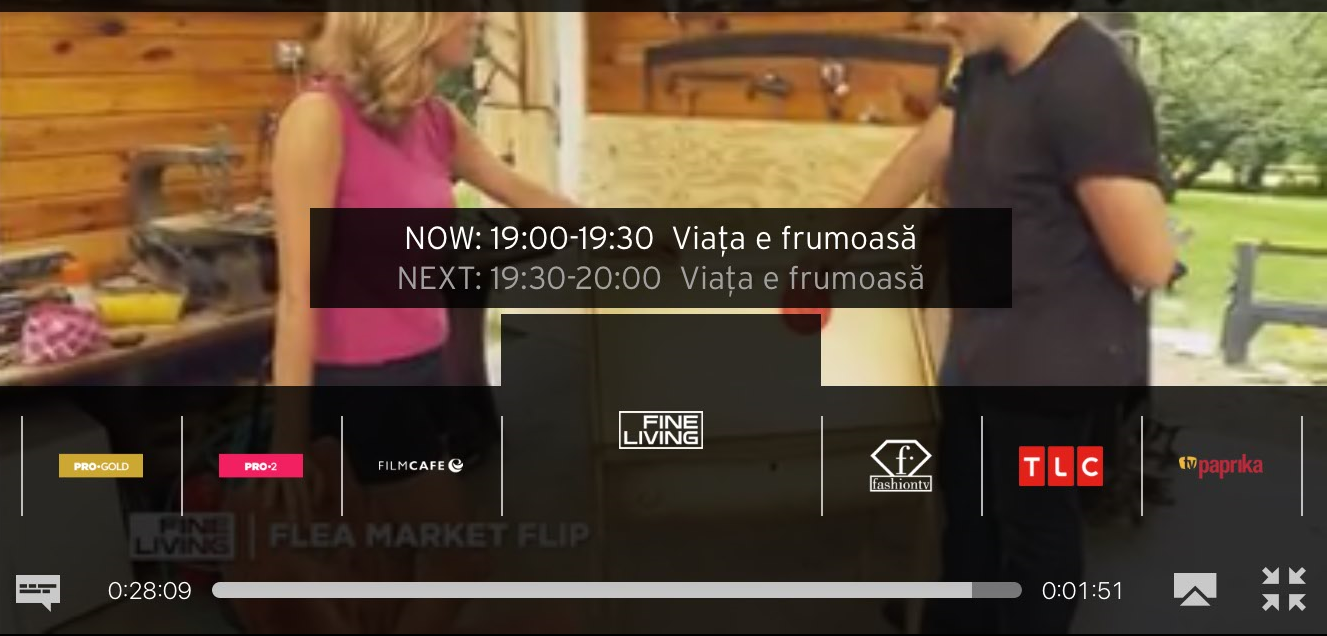 NOW: 19:00-19:30 Viața e frumoasă
NEXT: 19:30-20:00 Viața e frumoasă
PRO•GOLD
PRO•2
FILMCAFE
FINE
LIVING
f
fashiontv
TLC
tv paprika
FINE
LIVING
FLEA MARKET FLIP
0:28:09
0:01:51